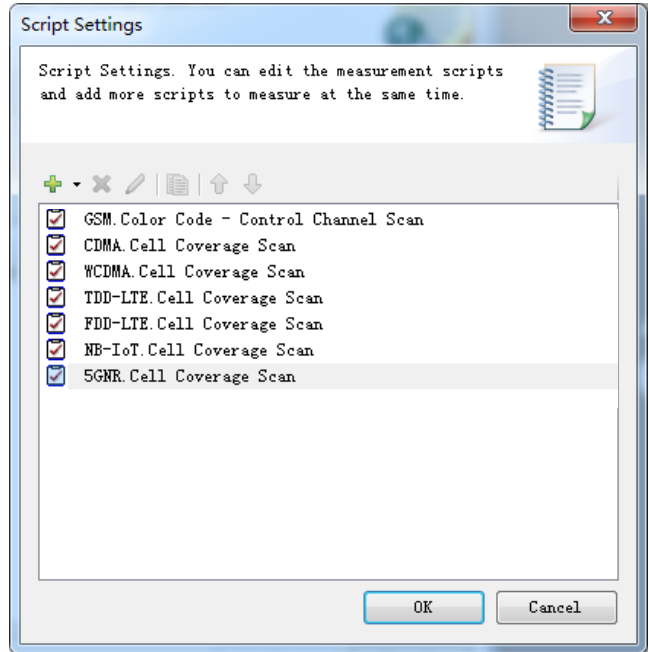 Script Settings
Script Settings. You can edit the measurement scripts
and add more scripts to measure at the same time.
GSM.Color Code - Control Channel Scan
CDMA.Cell Coverage Scan
WCDMA.Cell Coverage Scan
TDD-LTE.Cell Coverage Scan
FDD-LTE.Cell Coverage Scan
NB-IoT.Cell Coverage Scan
5GNR.Cell Coverage Scan
OK
Cancel